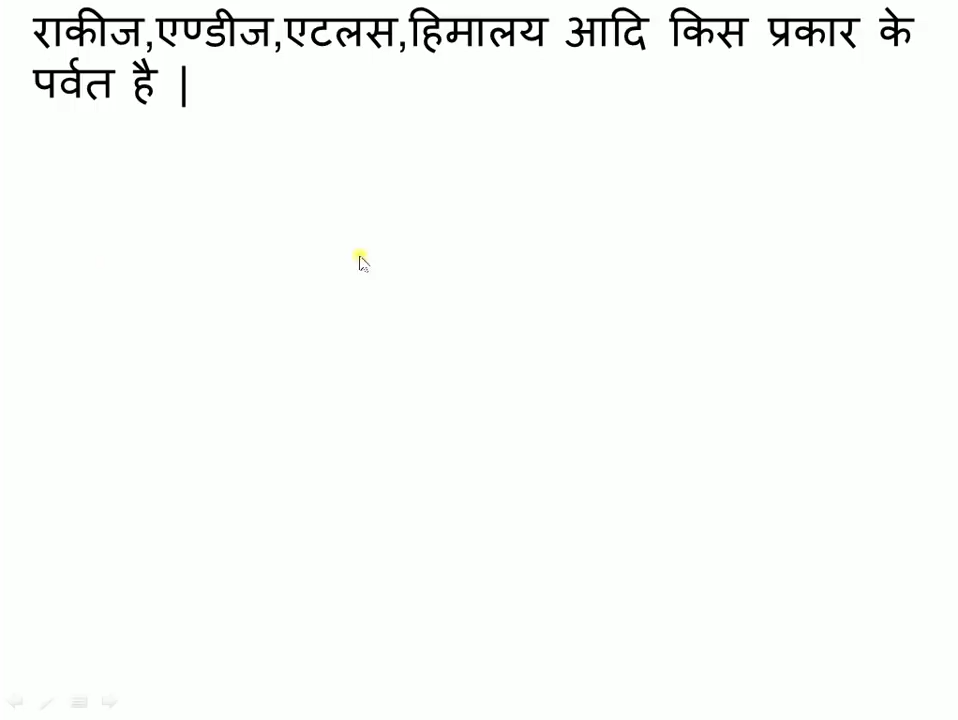 राकीज,एण्डीज,एटलस,हिमालय आदि किस प्रकार के
पर्वत है |